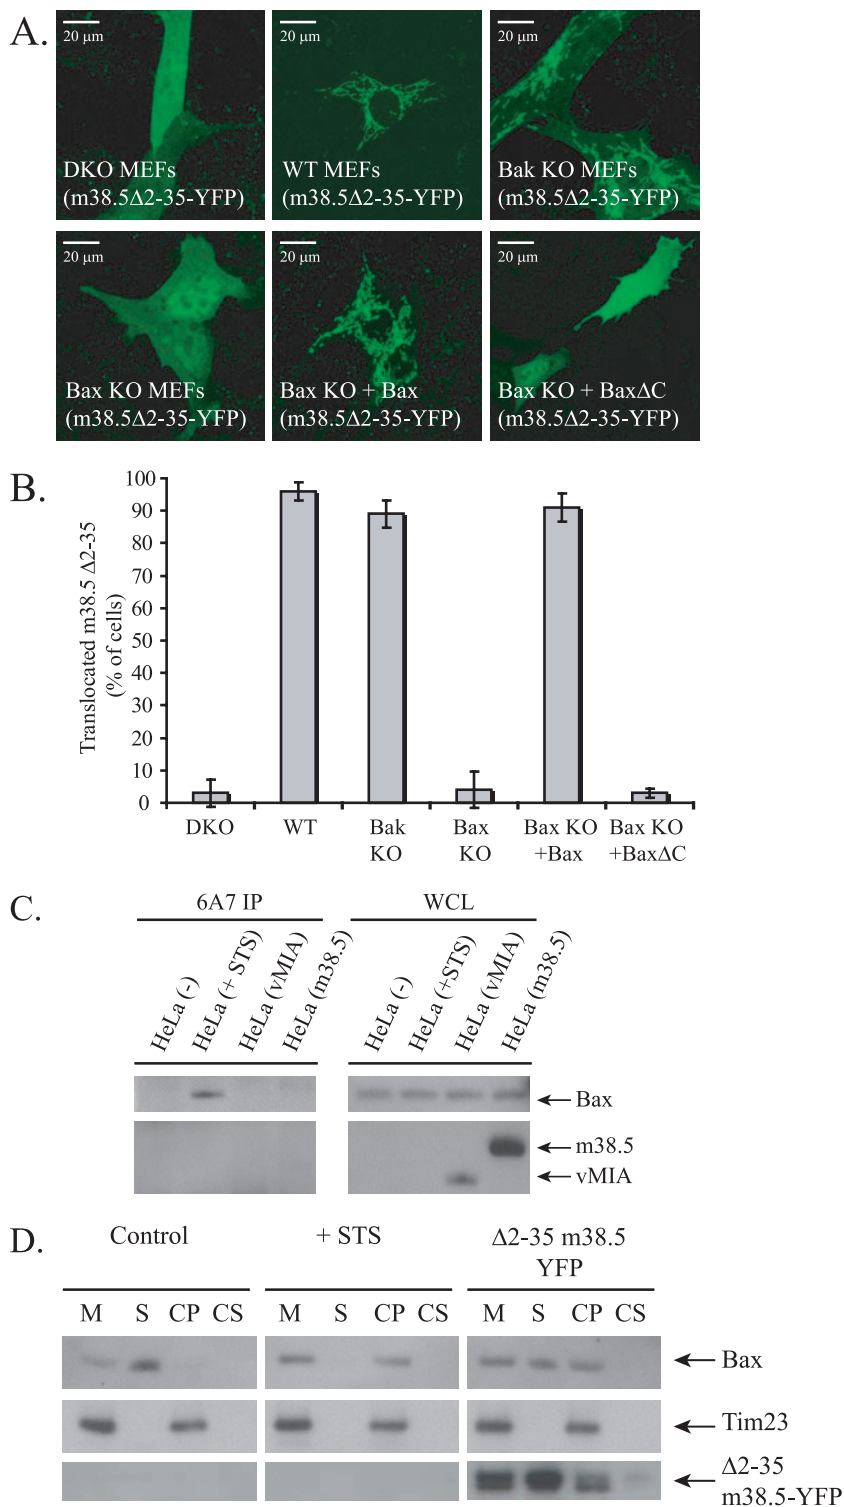 A.
20 μm
DKO MEFs
(m38.5Δ2-35-YFP)
20 μm
WT MEFs
(m38.5Δ2-35-YFP)
20 μm
Bak KO MEFs
(m38.5Δ2-35-YFP)
20 μm
Bax KO MEFs
(m38.5Δ2-35-YFP)
20 μm
Bax KO + Bax
(m38.5Δ2-35-YFP)
20 μm
Bax KO + BaxΔC
(m38.5Δ2-35-YFP)
B.
Translocated m38.5 Δ2-35
(% of cells)
100
90
80
70
60
50
40
30
20
10
0
DKO
WT
Bak
KO
Bax
KO
Bax KO
+Bax
Bax KO
+BaxΔC
C.
6A7 IP
WCL
HeLa (-)
HeLa (+ STS)
HeLa (vMIA)
HeLa (m38.5)
HeLa (-)
HeLa (+STS)
HeLa (vMIA)
HeLa (m38.5)
Bax
m38.5
vMIA
D.
Control
+ STS
Δ2-35 m38.5
YFP
M S CP CS
M S CP CS
M S CP CS
Bax
Tim23
Δ2-35
m38.5-YFP